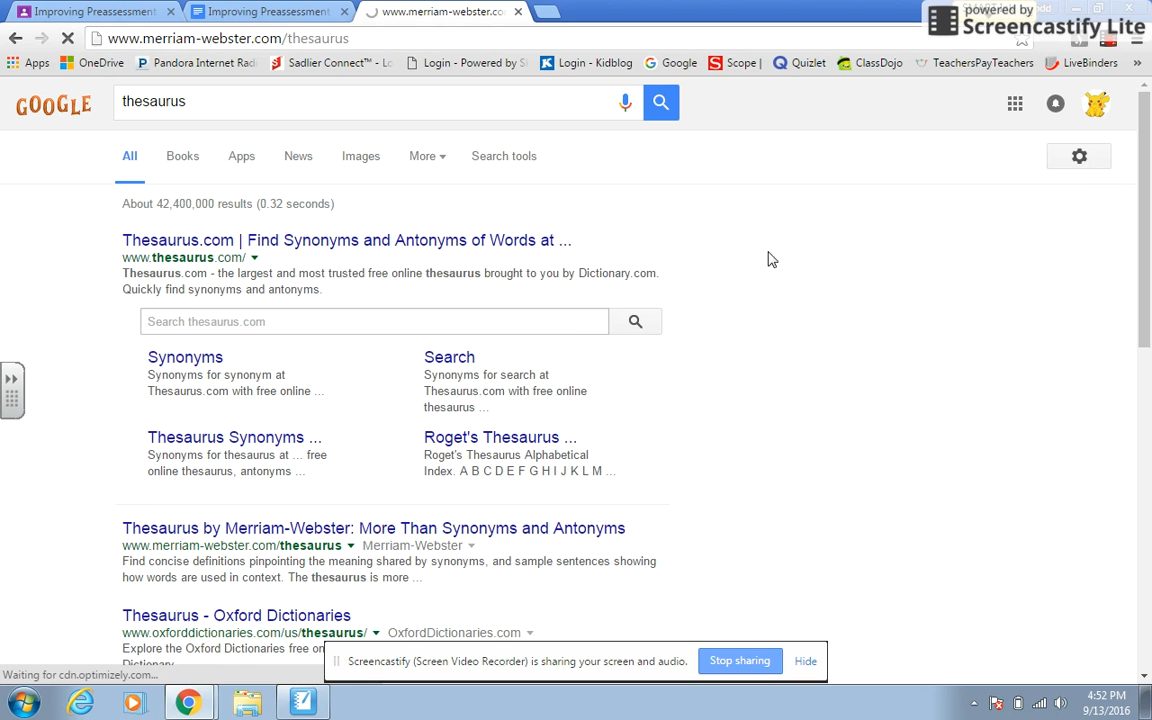 Improving Preassessment
Improving Preassessment
www.merriam-webster.co
powered by
Screencastify Lite
www.merriam-webster.com/thesaurus
Apps
OneDrive
Pandora Internet Rad
Sadlier Connect™ - Lo
Login - Powered by S
Login - Kidblog
Google
Scope |
Quizlet
ClassDojo
TeachersPayTeachers
LiveBinders
»
GOOGLE
thesaurus
All
Books
Apps
News
Images
More
Search tools
About 42,400,000 results (0.32 seconds)
Thesaurus.com | Find Synonyms and Antonyms of Words at ...
www.thesaurus.com/
Thesaurus.com - the largest and most trusted free online thesaurus brought to you by Dictionary.com.
Quickly find synonyms and antonyms.
Search thesaurus.com
Synonyms
Synonyms for synonym at
Thesaurus.com with free online ...
Search
Synonyms for search at
Thesaurus.com with free online
thesaurus ...
Thesaurus Synonyms ...
Synonyms for thesaurus at ... free
online thesaurus, antonyms ...
Roget's Thesaurus ...
Roget's Thesaurus Alphabetical
Index. A B C D E F G H I J K L M ...
Thesaurus by Merriam-Webster: More Than Synonyms and Antonyms
www.merriam-webster.com/thesaurus Merriam-Webster
Find concise definitions pinpointing the meaning shared by synonyms, and sample sentences showing
how words are used in context. The thesaurus is more ...
Thesaurus - Oxford Dictionaries
www.oxforddictionaries.com/us/thesaurus/ OxfordDictionaries.com
Explore the Oxford Dictionaries free on
Dictionary
Screencastify (Screen Video Recorder) is sharing your screen and audio.
Stop sharing
Hide
Waiting for cdn.optimizely.com...
4:52 PM
9/13/2016